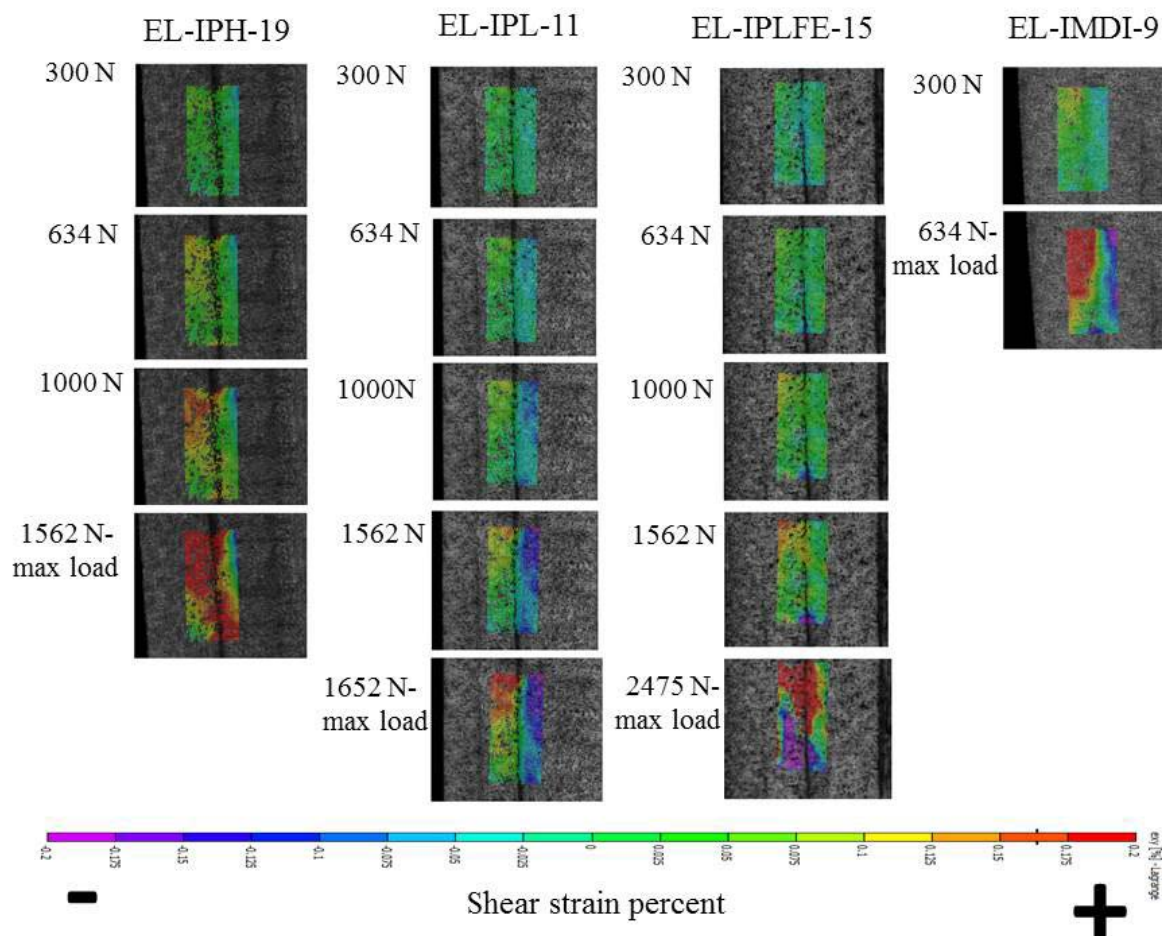 EL-IPH-19
EL-IPL-11
EL-IPLFE-15
EL-IMDI-9
300 N
300 N
300 N
300 N
634 N
634 N
634 N
634 N-
max load
1000 N
1000N
1000 N
1562 N-
max load
1562 N
1562 N
1652 N-
max load
2475 N-
max load
-0.2
-0.175
-0.15
-0.125
-0.1
-0.075
-0.05
-0.025
0
0.025
0.05
0.075
0.1
0.125
0.15
0.175
0.2
exy [%] - Lagrange
-
Shear strain percent
+